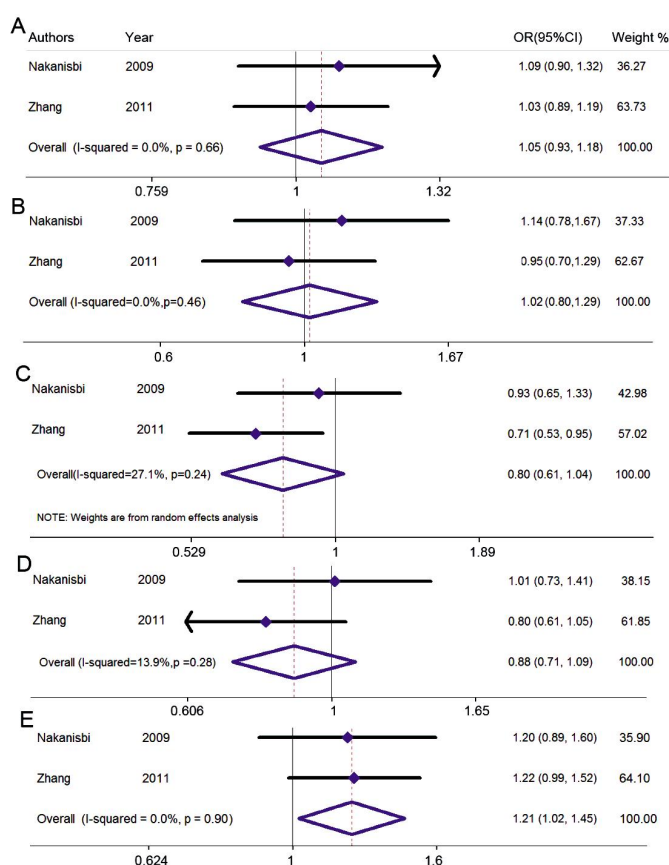 A
Authors Year OR(95%CI) Weight %
Nakanisbi 2009 1.09 (0.90, 1.32) 36.27
Zhang 2011 1.03 (0.89, 1.19) 63.73
Overall (I-squared = 0.0%, p = 0.66) 1.05 (0.93, 1.18) 100.00
0.759 1 1.32
B
Nakanisbi 2009 1.14 (0.78,1.67) 37.33
Zhang 2011 0.95 (0.70,1.29) 62.67
Overall (I-squared=0.0%,p=0.46) 1.02 (0.80,1.29) 100.00
0.6 1 1.67
C
Nakanisbi 2009 0.93 (0.65, 1.33) 42.98
Zhang 2011 0.71 (0.53, 0.95) 57.02
Overall(I-squared=27.1%, p=0.24) 0.80 (0.61, 1.04) 100.00
NOTE: Weights are from random effects analysis
0.529 1 1.89
D
Nakanisbi 2009 1.01 (0.73, 1.41) 38.15
Zhang 2011 0.80 (0.61, 1.05) 61.85
Overall (I-squared=13.9%, p =0.28) 0.88 (0.71, 1.09) 100.00
0.606 1 1.65
E
Nakanisbi 2009 1.20 (0.89, 1.60) 35.90
Zhang 2011 1.22 (0.99, 1.52) 64.10
Overall (I-squared = 0.0%, p = 0.90) 1.21 (1.02, 1.45) 100.00
0.624 1 1.6